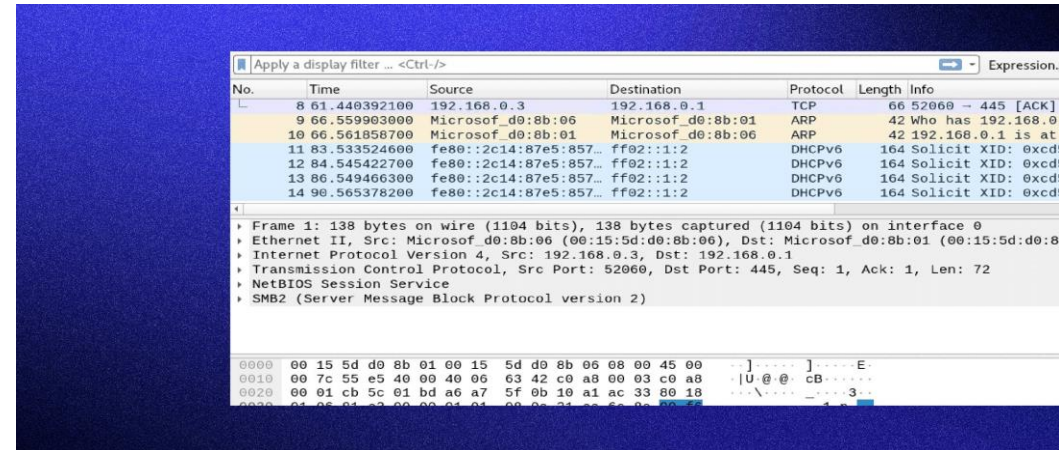 Apply a display filter ... <Ctrl-/> Expression.
No. Time Source Destination Protocol Length Info
8 61.440392100 192.168.0.3 192.168.0.1 TCP 66 52060 → 445 [ACK]
9 66.559903000 Microsof_d0:8b:06 Microsof_d0:8b:01 ARP 42 Who has 192.168.0
10 66.561858700 Microsof_d0:8b:01 Microsof_d0:8b:06 ARP 42 192.168.0.1 is at
11 83.533524600 fe80::2c14:87e5:857… ff02::1:2 DHCPv6 164 Solicit XID: 0xcd
12 84.545422700 fe80::2c14:87e5:857… ff02::1:2 DHCPv6 164 Solicit XID: 0xcd
13 86.549466300 fe80::2c14:87e5:857… ff02::1:2 DHCPv6 164 Solicit XID: 0xcd
14 90.565378200 fe80::2c14:87e5:857… ff02::1:2 DHCPv6 164 Solicit XID: 0xcd
Frame 1: 138 bytes on wire (1104 bits), 138 bytes captured (1104 bits) on interface 0
Ethernet II, Src: Microsof_d0:8b:06 (00:15:5d:d0:8b:06), Dst: Microsof_d0:8b:01 (00:15:5d:d0:8
Internet Protocol Version 4, Src: 192.168.0.3, Dst: 192.168.0.1
Transmission Control Protocol, Src Port: 52060, Dst Port: 445, Seq: 1, Ack: 1, Len: 72
NetBIOS Session Service
SMB2 (Server Message Block Protocol version 2)
0000 00 15 5d d0 8b 01 00 15 5d d0 8b 06 08 00 45 00 ··]····· ]·····E·
0010 00 7c 55 e5 40 00 40 06 63 42 c0 a8 00 03 c0 a8 ·|U·@·@· cB······
0020 00 01 cb 5c 01 bd a6 a7 5f 0b 10 a1 ac 33 80 18 ···\···· _····3··